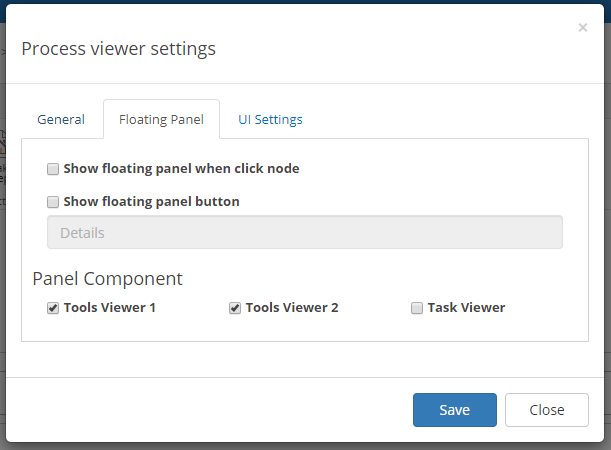 Process viewer settings
×
General Floating Panel UI Settings
Show floating panel when click node
Show floating panel button
Details
Panel Component
Tools Viewer 1 Tools Viewer 2 Task Viewer
Save Close